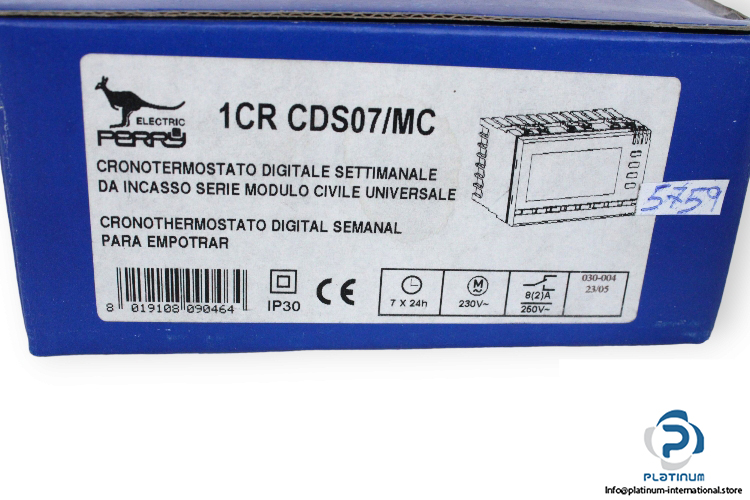 ELECTRIC
PERRY
1CR CDS07/MC
CRONOTERMOSTATO DIGITALE SETTIMANALE
DA INCASSO SERIE MODULO CIVILE UNIVERSALE
CRONOTHERMOSTATO DIGITAL SEMANAL
PARA EMPOTRAR
5759
8 019108 090464
IP30
CE
7 X 24h
M
230V~
8(2)A
250V~
030-004
23/05
PLATINUM
Info@platinum-international.store